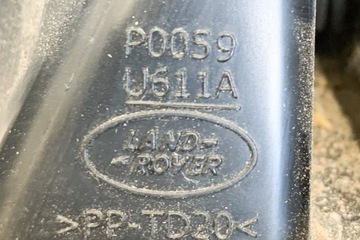 P0059
U611A
LAND-
-ROVER
>PP-TD20<